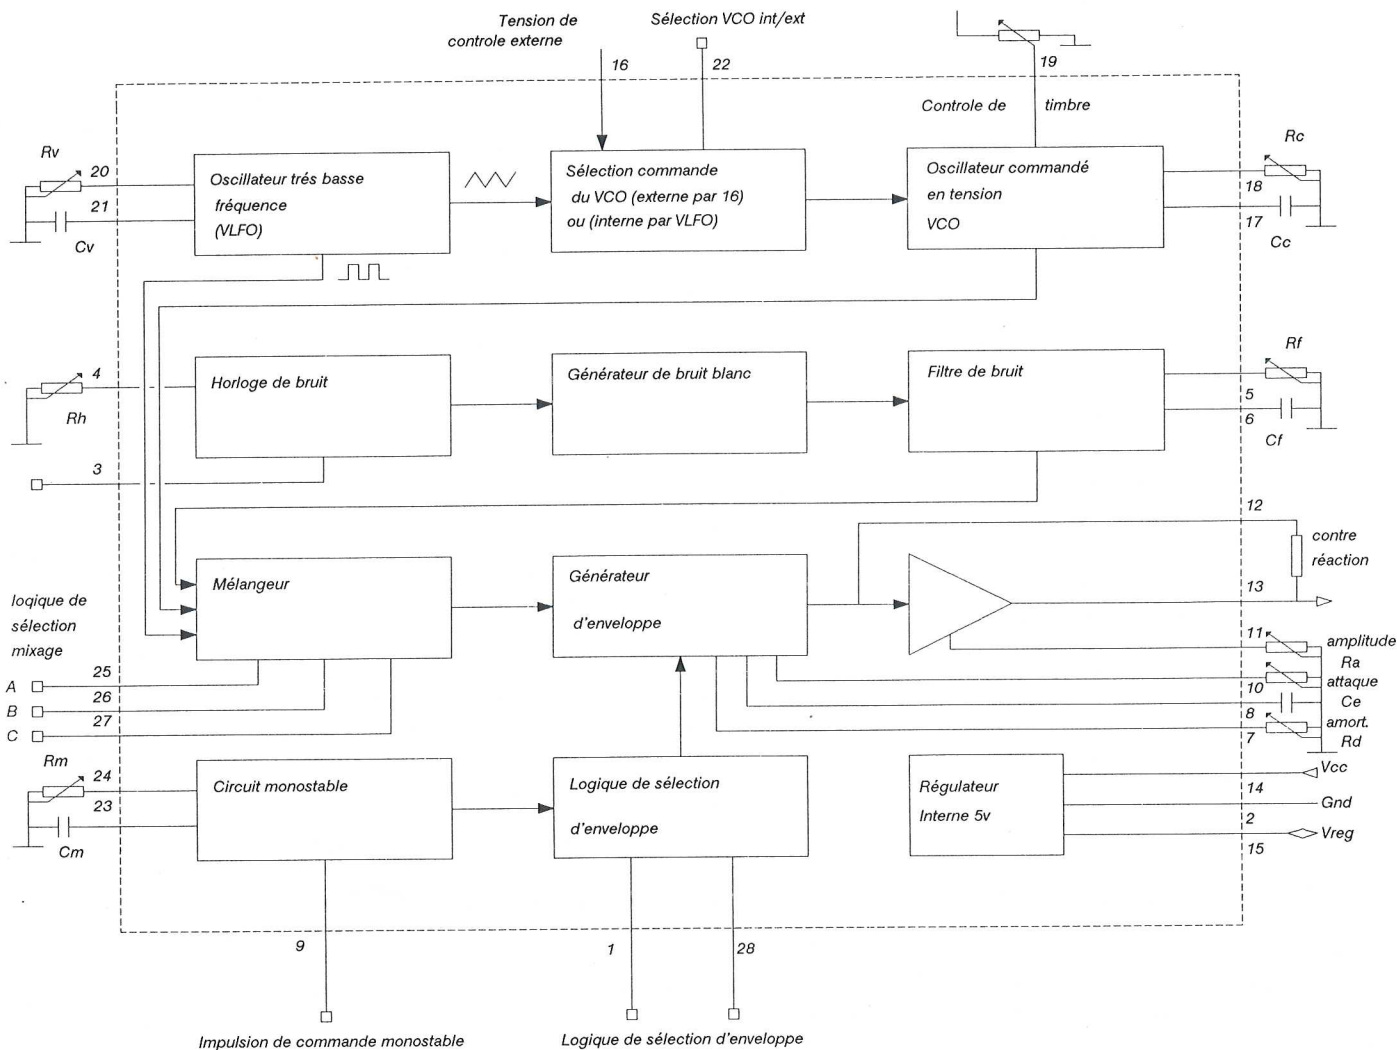 Tension de
controle externe
Sélection VCO int/ext
16
22
19
Controle de
timbre
Rv
20
21
Cv
Oscillateur trés basse
fréquence
(VLFO)
Sélection commande
du VCO (externe par 16)
ou (interne par VLFO)
Oscillateur commandé
en tension
VCO
Rc
18
17
Cc
4
Rh
3
Horloge de bruit
Générateur de bruit blanc
Filtre de bruit
Rf
5
6
Cf
12
contre
réaction
13
Mélangeur
Générateur
d'enveloppe
loqique de
sélection
mixage
A
25
B
26
C
27
11
amplitude
Ra
10
attaque
Ce
8
amort.
7
Rd
Rm
24
23
Cm
Circuit monostable
Logique de sélection
d'enveloppe
Régulateur
Interne 5v
Vcc
14
Gnd
2
Vreg
15
9
1
28
Impulsion de commande monostable
Logique de sélection d'enveloppe